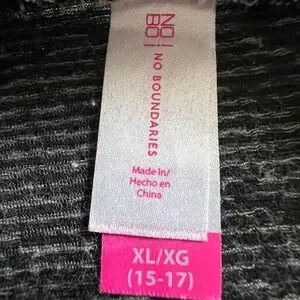 NO
BO
NO BOUNDARIES
Made in/
Hecho en
China
XL/XG
(15-17)